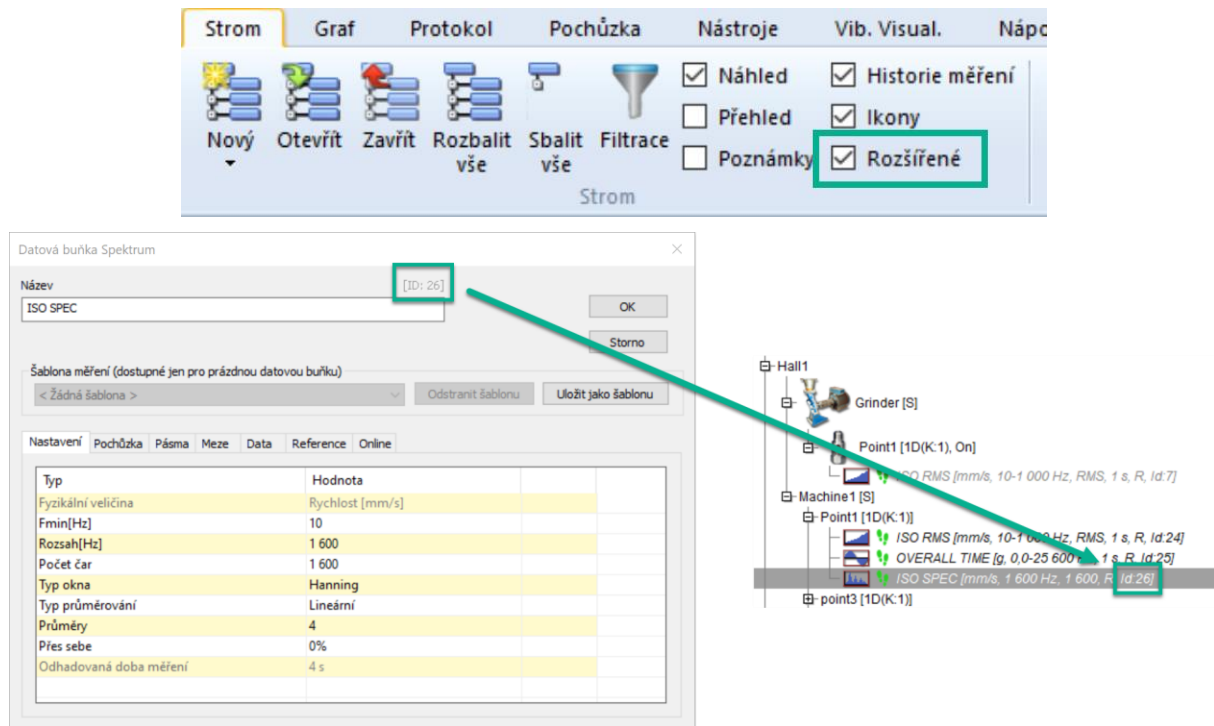 Strom Graf Protokol Pochůzka Nástroje Vib. Visual.
Nový Otevřít Zavřít Rozbalit vše Sbalit vše Filtrace
Náhled Historie měření
Přehled Ikony
Poznámky Rozšířené
Strom
Datová buňka Spektrum
Název [ID: 26]
ISO SPEC
OK
Storno
Šablona měření (dostupné jen pro prázdnou datovou buňku)
< Žádná šablona > Odstranit šablonu Uložit jako šablonu
Nastavení Pochůzka Pásma Meze Data Reference Online
Typ Hodnota
Fyzikální veličina Rychlost [mm/s]
Fmin[Hz] 10
Rozsah[Hz] 1 600
Počet čar 1 600
Typ okna Hanning
Typ průměrování Lineární
Průměry 4
Přes sebe 0%
Odhadovaná doba měření 4 s
Hall1
Grinder [S]
Point1 [1D(K:1), On]
ISO RMS [mm/s, 10-1 000 Hz, RMS, 1 s, R, Id:7]
Machine1 [S]
Point1 [1D(K:1)]
ISO RMS [mm/s, 10-1 000 Hz, RMS, 1 s, R, Id:24]
OVERALL TIME [g, 0,0-25 600 1 s, R, Id:25]
ISO SPEC [mm/s, 1 600 Hz, 1 600, R, Id:26]
point3 [1D(K:1)]